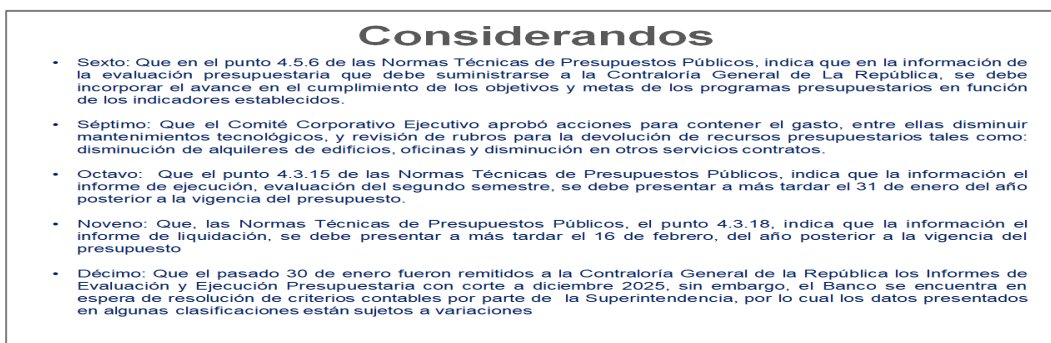 Considerandos
• Sexto: Que en el punto 4.5.6 de las Normas Técnicas de Presupuestos Públicos, indica que en la información de
la evaluación presupuestaria que debe suministrarse a la Contraloría General de La República, se debe
incorporar el avance en el cumplimiento de los objetivos y metas de los programas presupuestarios en función
de los indicadores establecidos.
• Séptimo: Que el Comité Corporativo Ejecutivo aprobó acciones para contener el gasto, entre ellas disminuir
mantenimientos tecnológicos, y revisión de rubros para la devolución de recursos presupuestarios tales como:
disminución de alquileres de edificios, oficinas y disminución en otros servicios contratos.
• Octavo: Que el punto 4.3.15 de las Normas Técnicas de Presupuestos Públicos, indica que la información el
informe de ejecución, evaluación del segundo semestre, se debe presentar a más tardar el 31 de enero del año
posterior a la vigencia del presupuesto.
• Noveno: Que, las Normas Técnicas de Presupuestos Públicos, el punto 4.3.18, indica que la información el
informe de liquidación, se debe presentar a más tardar el 16 de febrero, del año posterior a la vigencia del
presupuesto
• Décimo: Que el pasado 30 de enero fueron remitidos a la Contraloría General de la República los Informes de
Evaluación y Ejecución Presupuestaria con corte a diciembre 2025, sin embargo, el Banco se encuentra en
espera de resolución de criterios contables por parte de la Superintendencia, por lo cual los datos presentados
en algunas clasificaciones están sujetos a variaciones